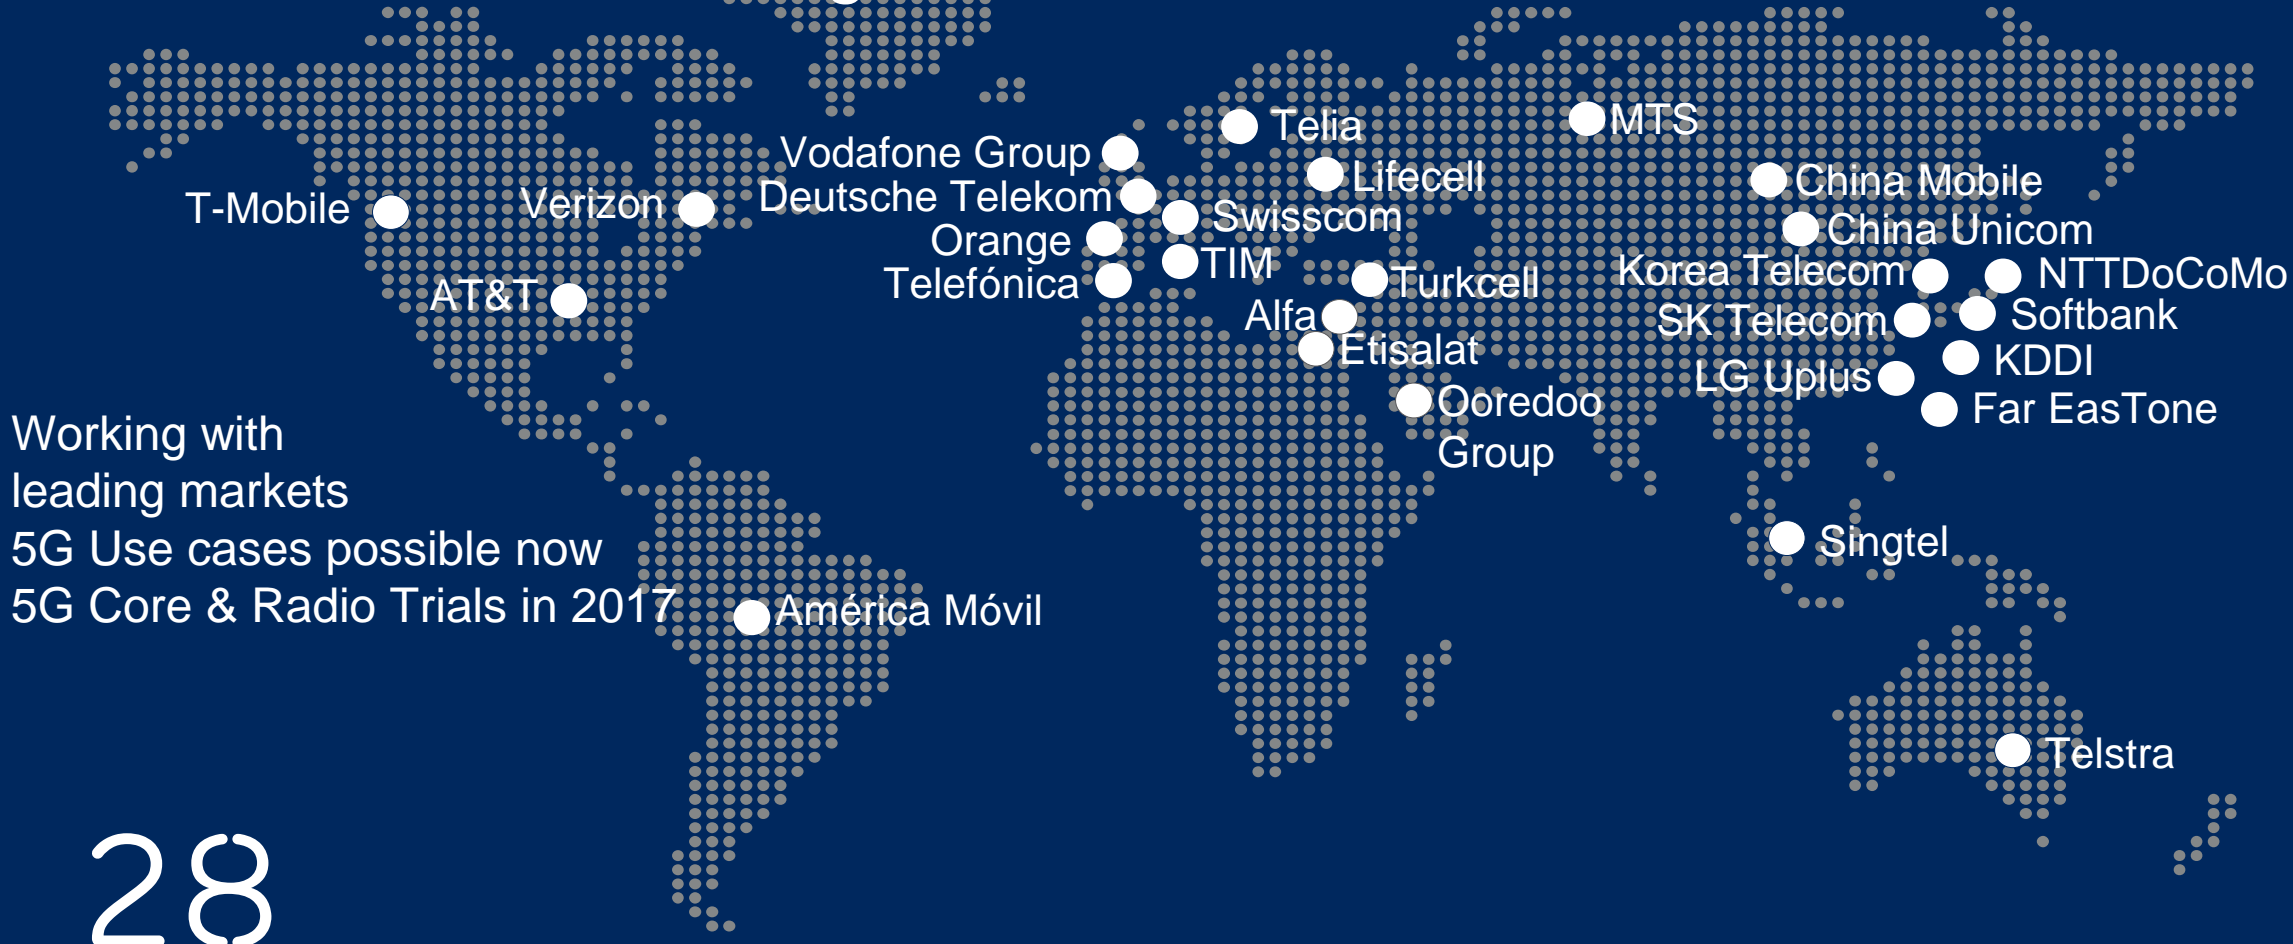 Telia
MTS
Vodafone Group
Lifecell
China Mobile
Deutsche Telekom
T-Mobile
Verizon
Swisscom
China Unicom
Orange
TIM
Korea Telecom
NTTDoCoMo
Telefónica
Turkcell
AT&T
Alfa
SK Telecom
Softbank
Etisalat
KDDI
LG Uplus
Ooredoo
Group
Far EasTone
Working with
leading markets
5G Use cases possible now
5G Core & Radio Trials in 2017
Singtel
América Móvil
Telstra
28